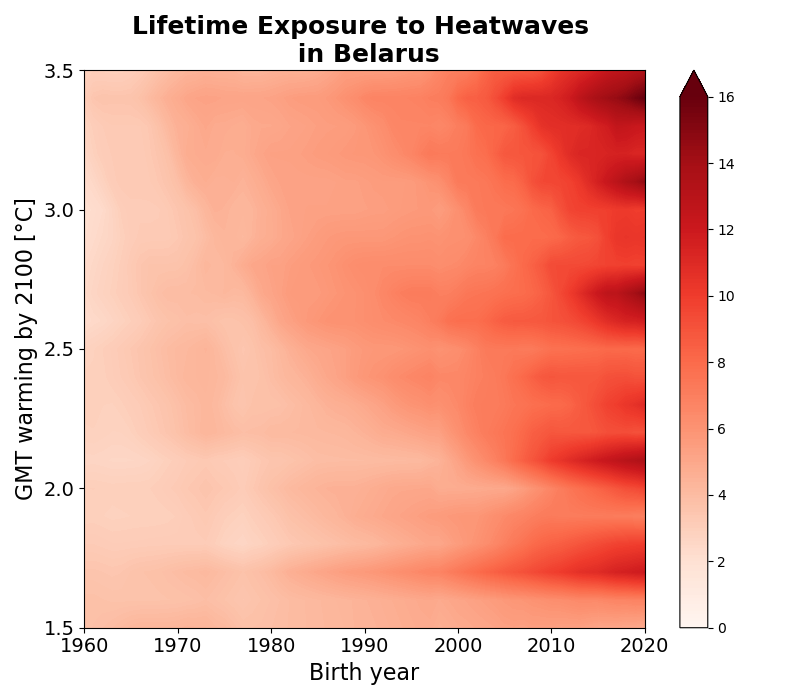 Lifetime Exposure to Heatwaves
in Belarus
3.5
3.0
2.5
2.0
1.5
GMT warming by 2100 [°C]
1960 1970 1980 1990 2000 2010 2020
Birth year
16
14
12
10
8
6
4
2
0